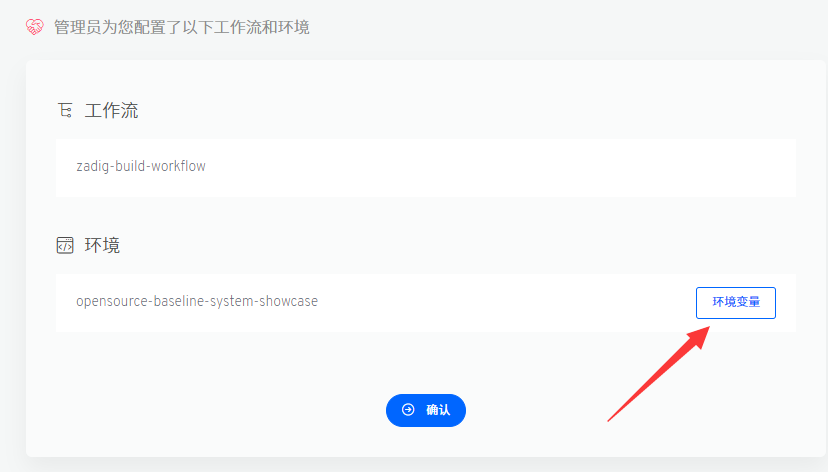 管理员为您配置了以下工作流和环境
工作流
zadig-build-workflow
环境
opensource-baseline-system-showcase
环境变量
确认